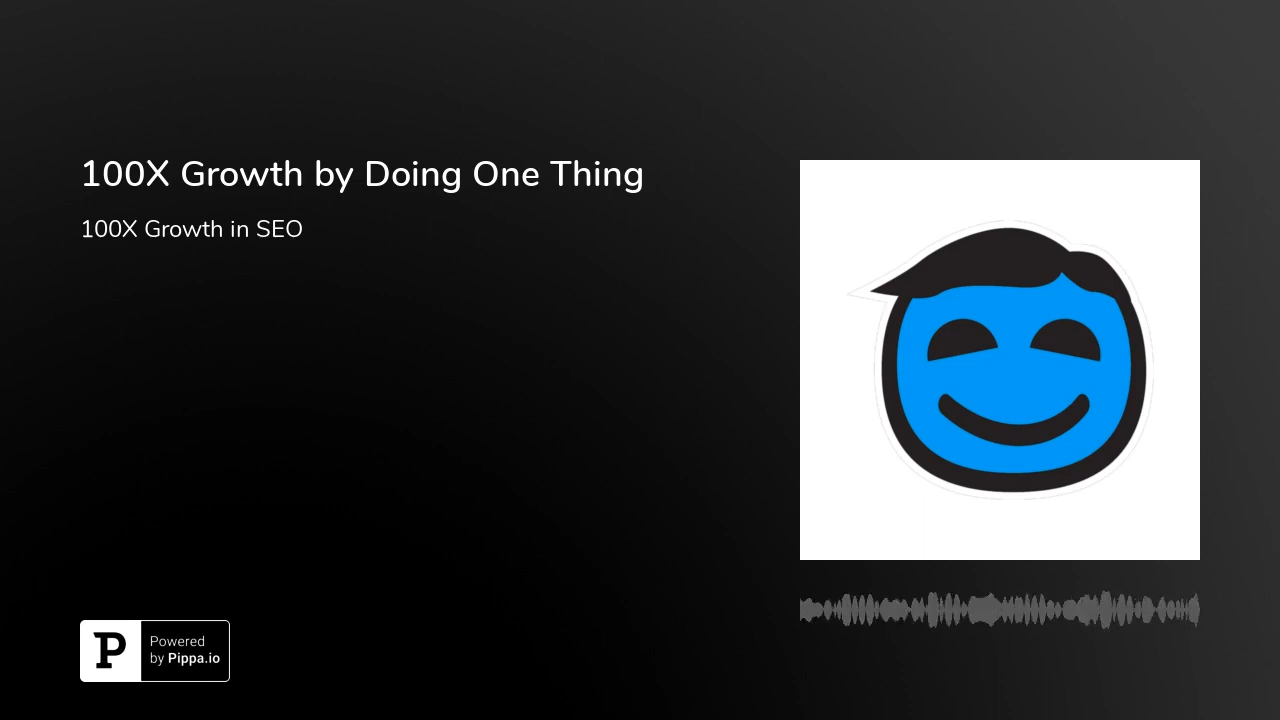 100X Growth by Doing One Thing
100X Growth in SEO
P
Powered
by Pippa.io